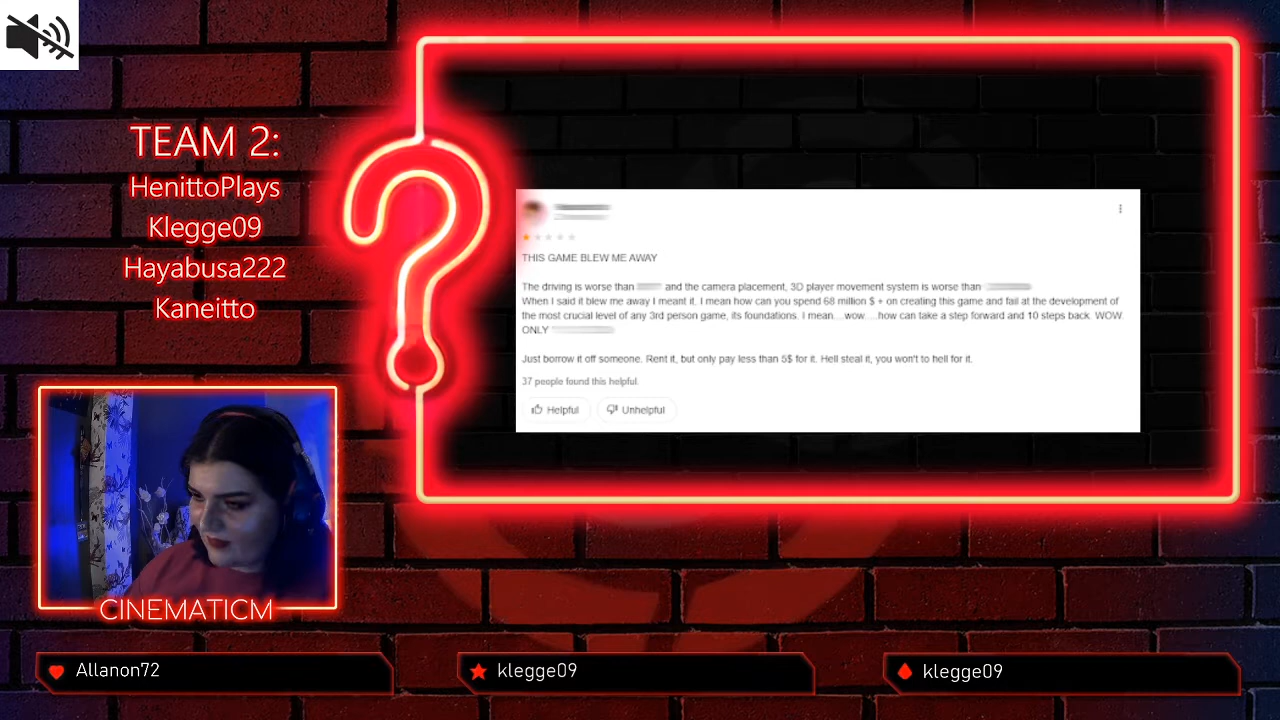 TEAM 2:
HenittoPlays
Klegge09
Hayabusa222
Kaneitto
THIS GAME BLEW ME AWAY
The driving is worse than and the camera placement, 3D player movement system is worse than
When I said it blew me away I meant it. I mean how can you spend 68 million $ + on creating this game and fail at the development of
the most crucial level of any 3rd person game, its foundations. I mean....wow.....how can take a step forward and 10 steps back. WOW.
ONLY
Just borrow it off someone. Rent it, but only pay less than 5$ for it. Hell steal it, you won't to hell for it.
37 people found this helpful.
Helpful Unhelpful
CINEMATICM
Allanon72
klegge09
klegge09